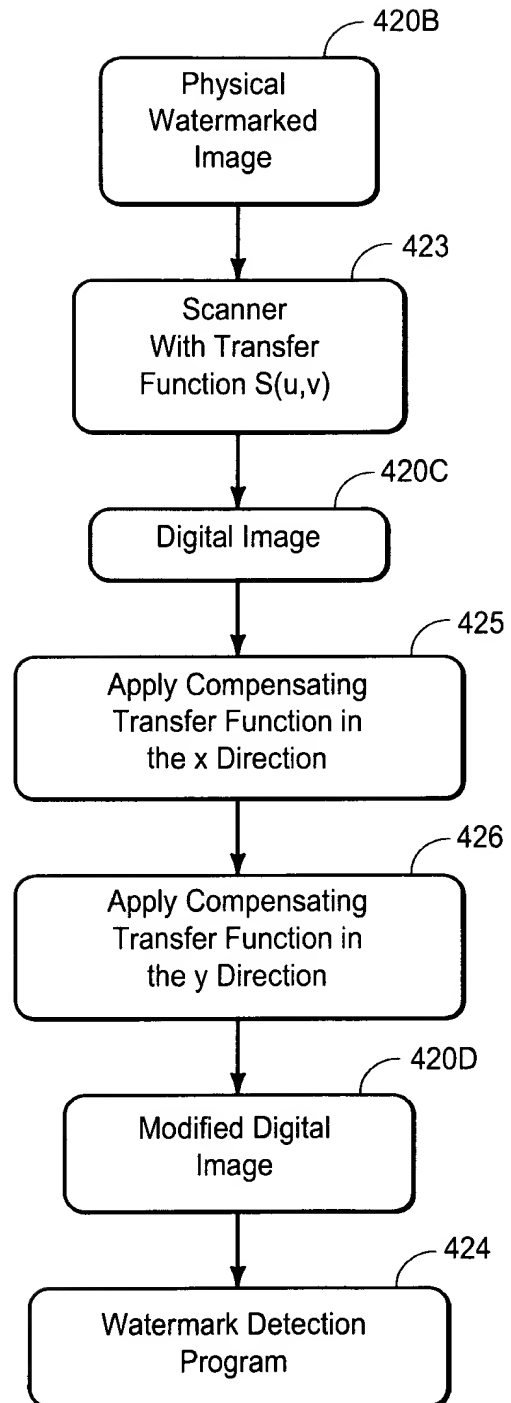 420B
Physical
Watermarked
Image
423
Scanner
With Transfer
Function S(u,v)
420C
Digital Image
425
Apply Compensating
Transfer Function in
the x Direction
426
Apply Compensating
Transfer Function in
the y Direction
420D
Modified Digital
Image
424
Watermark Detection
Program